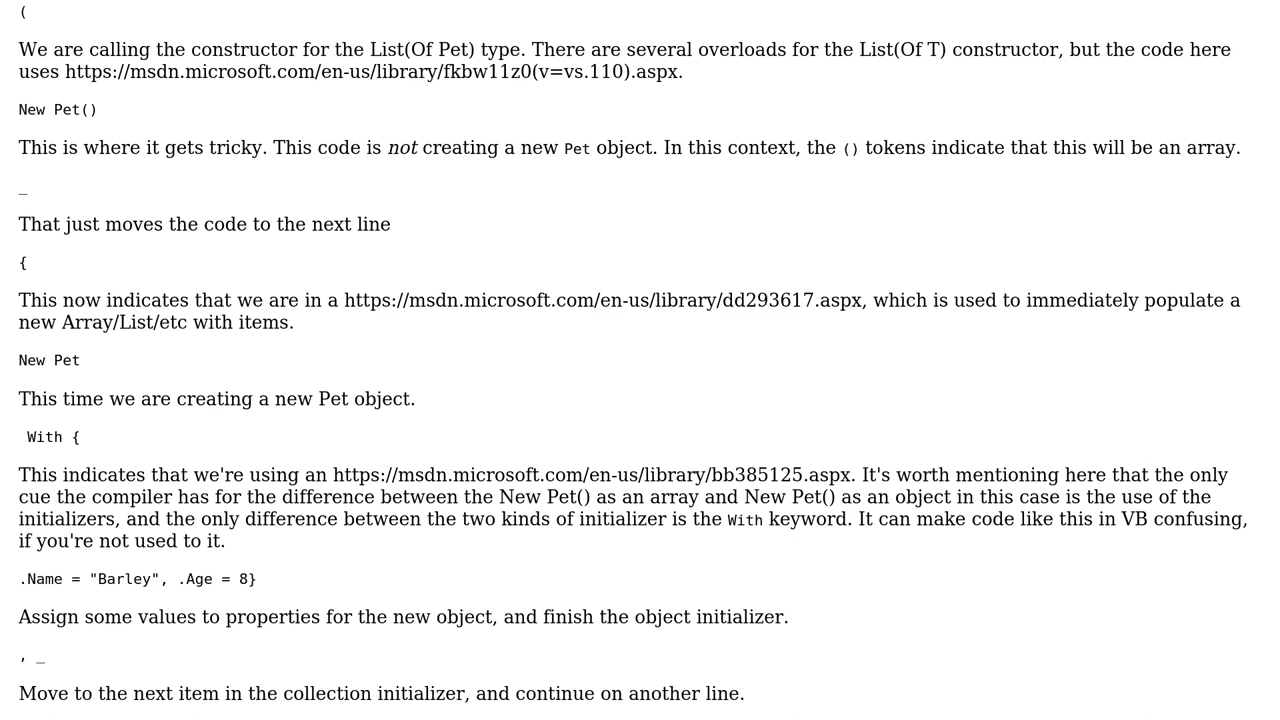 (
We are calling the constructor for the List(Of Pet) type. There are several overloads for the List(Of T) constructor, but the code here
uses https://msdn.microsoft.com/en-us/library/fkbw11z0(v=vs.110).aspx.
New Pet()
This is where it gets tricky. This code is not creating a new Pet object. In this context, the () tokens indicate that this will be an array.
_
That just moves the code to the next line
{
This now indicates that we are in a https://msdn.microsoft.com/en-us/library/dd293617.aspx, which is used to immediately populate a
new Array/List/etc with items.
New Pet
This time we are creating a new Pet object.
With {
This indicates that we're using an https://msdn.microsoft.com/en-us/library/bb385125.aspx. It's worth mentioning here that the only
cue the compiler has for the difference between the New Pet() as an array and New Pet() as an object in this case is the use of the
initializers, and the only difference between the two kinds of initializer is the With keyword. It can make code like this in VB confusing,
if you're not used to it.
.Name = "Barley", .Age = 8}
Assign some values to properties for the new object, and finish the object initializer.
, _
Move to the next item in the collection initializer, and continue on another line.